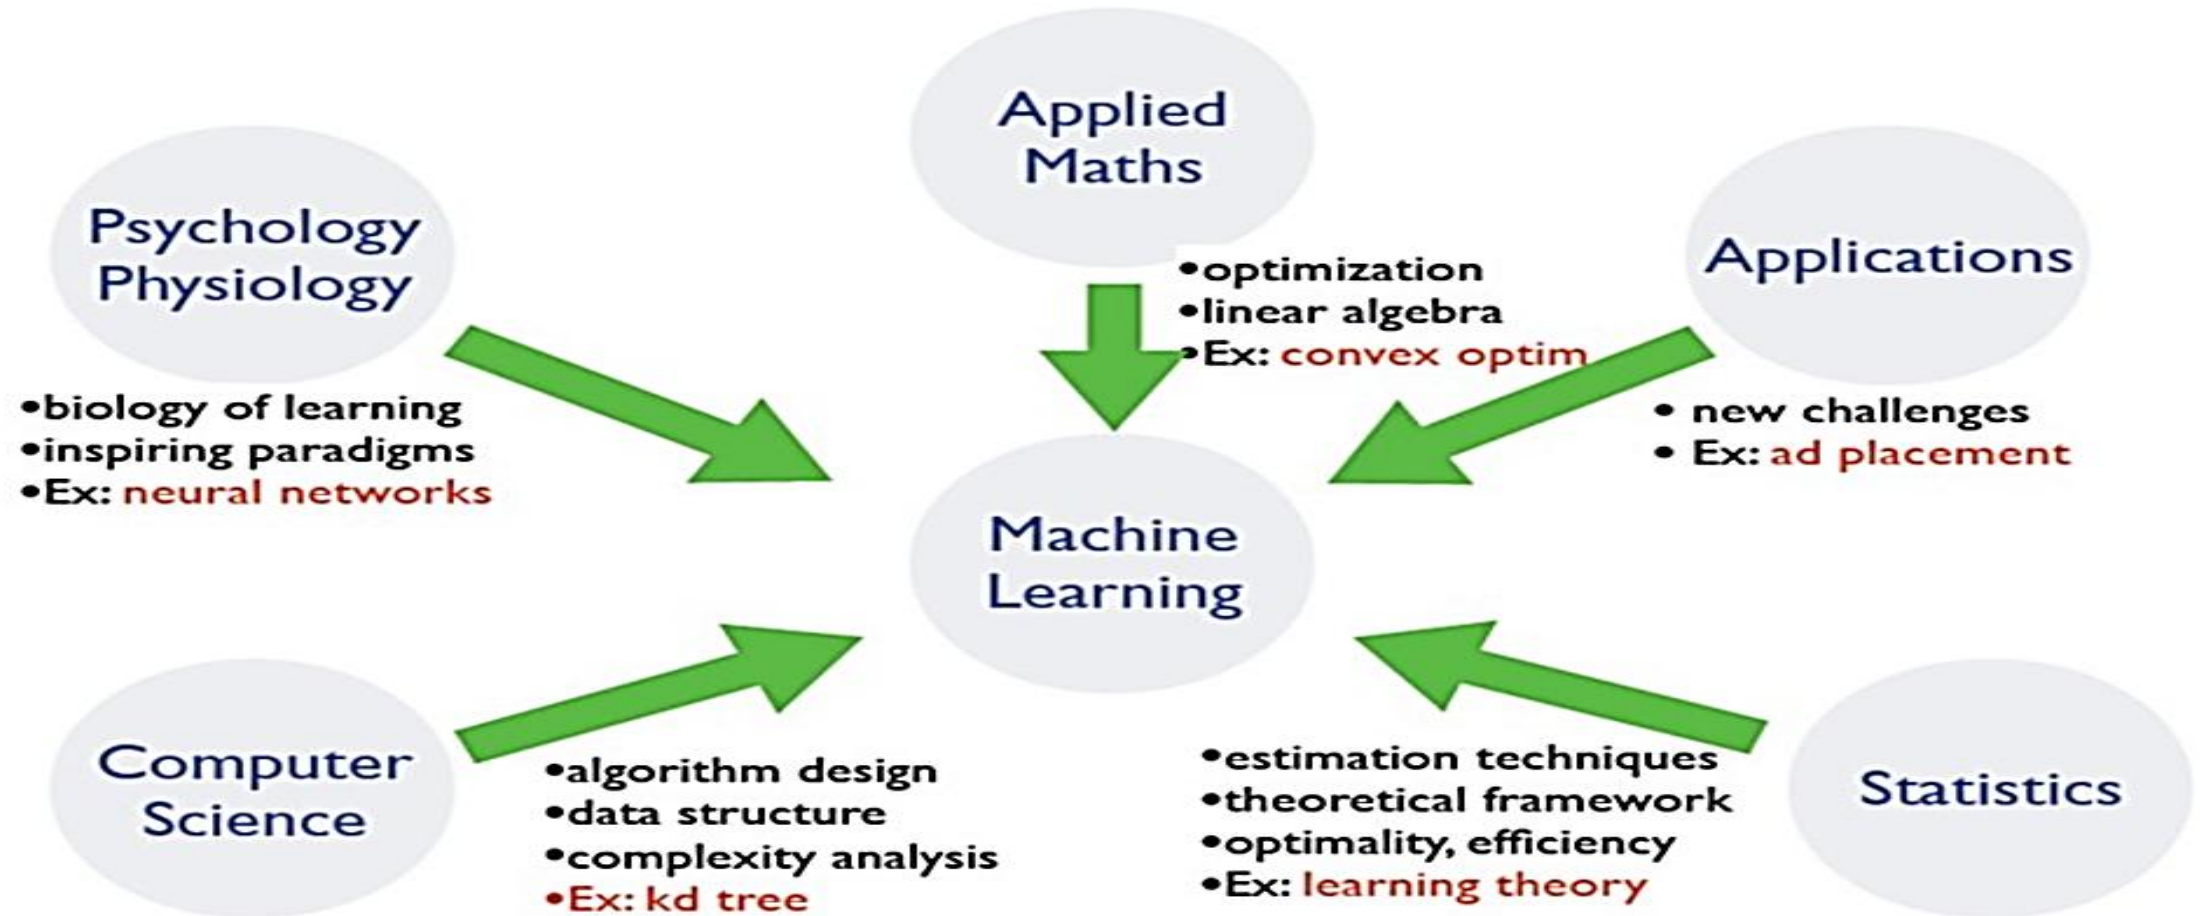 Applied
Maths
•optimization
•linear algebra
•Ex: convex optim
Psychology
Physiology
•biology of learning
•inspiring paradigms
•Ex: neural networks
Applications
• new challenges
• Ex: ad placement
Machine
Learning
Computer
Science
•algorithm design
•data structure
•complexity analysis
•Ex: kd tree
Statistics
•estimation techniques
•theoretical framework
•optimality, efficiency
•Ex: learning theory